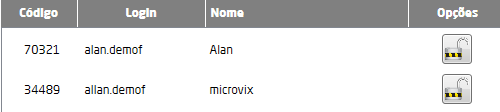 Código Login Nome Opções
70321 alan.demof Alan
34489 allan.demof microvix